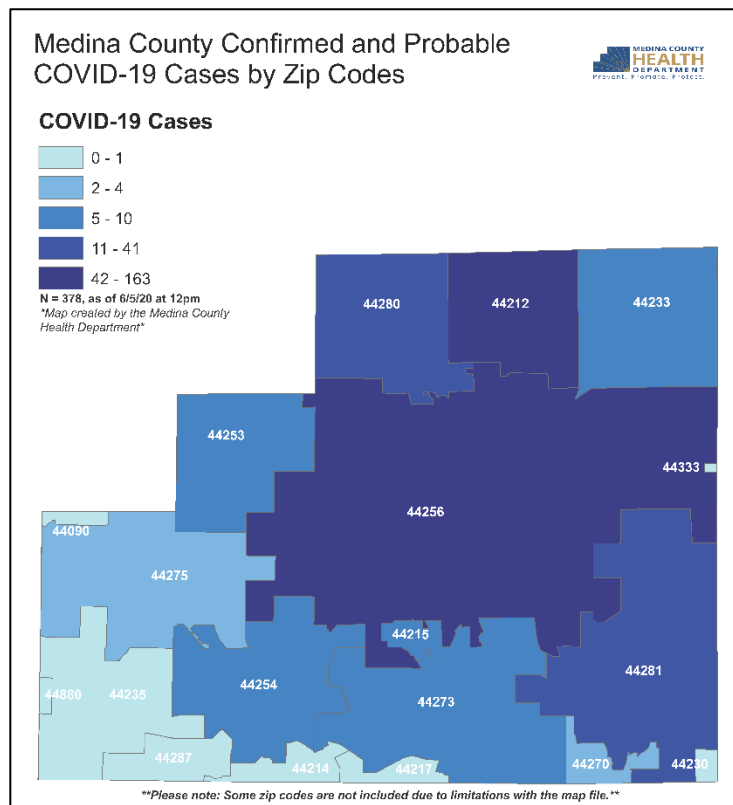 Medina County Confirmed and Probable
COVID-19 Cases by Zip Codes
MEDINA COUNTY
HEALTH
DEPARTMENT
Prevent. Promote. Protect.
COVID-19 Cases
0 - 1
2 - 4
5 - 10
11 - 41
42 - 163
N = 378, as of 6/5/20 at 12pm
*Map created by the Medina County
Health Department*
44280
44212
44233
44253
44333
44256
44090
44275
44215
44880
44235
44254
44273
44281
44287
44214
44217
44270
44230
**Please note: Some zip codes are not included due to limitations with the map file.**